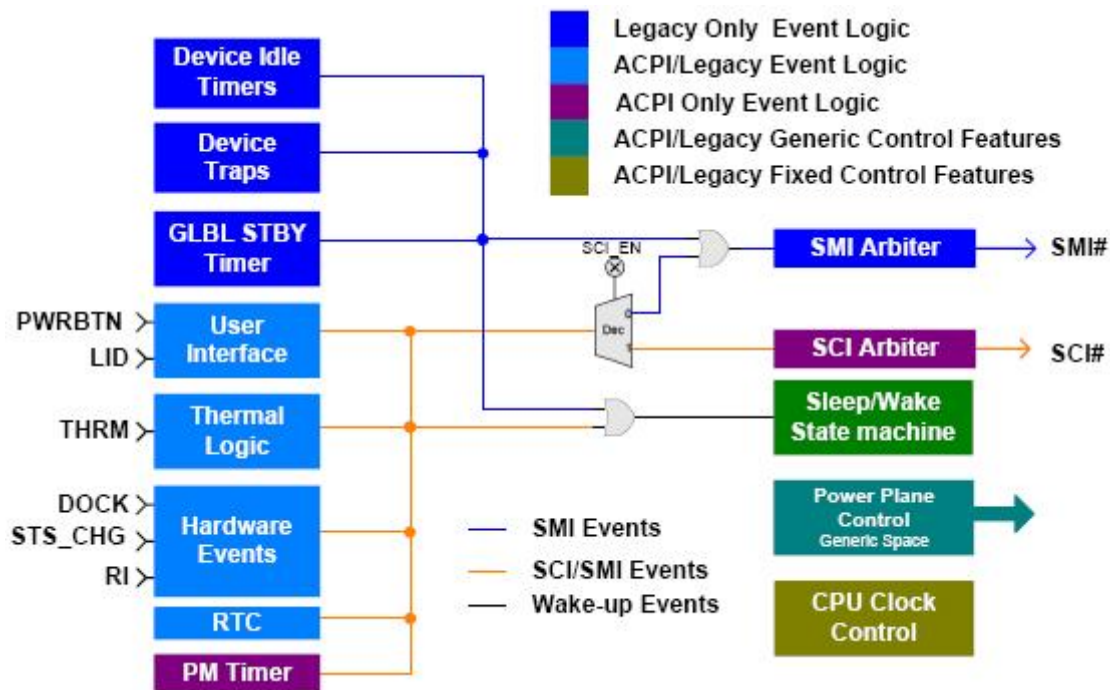 Device Idle
Timers
Device
Traps
GLBL STBY
Timer
PWRBTN
LID
User
Interface
THRM
Thermal
Logic
DOCK
STS_CHG
RI
Hardware
Events
RTC
PM Timer
Legacy Only Event Logic
ACPI/Legacy Event Logic
ACPI Only Event Logic
ACPI/Legacy Generic Control Features
ACPI/Legacy Fixed Control Features
SCI_EN
Dec
0
1
SMI Arbiter
SMI#
SCI Arbiter
SCI#
Sleep/Wake
State machine
Power Plane
Control
Generic Space
CPU Clock
Control
SMI Events
SCI/SMI Events
Wake-up Events